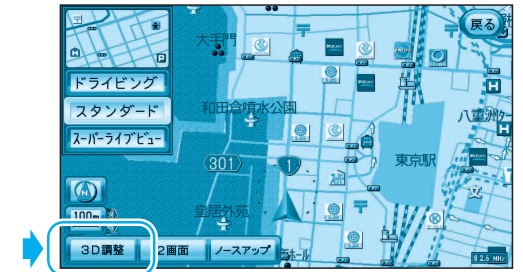 大手門
戻る
ドライビング
スタンダード
スーパーライブビュー
和田倉噴水公園
八重洲
301
1
東京駅
文
100m
皇居外苑
3D調整
2画面
ノースアップ
82.5 MHz